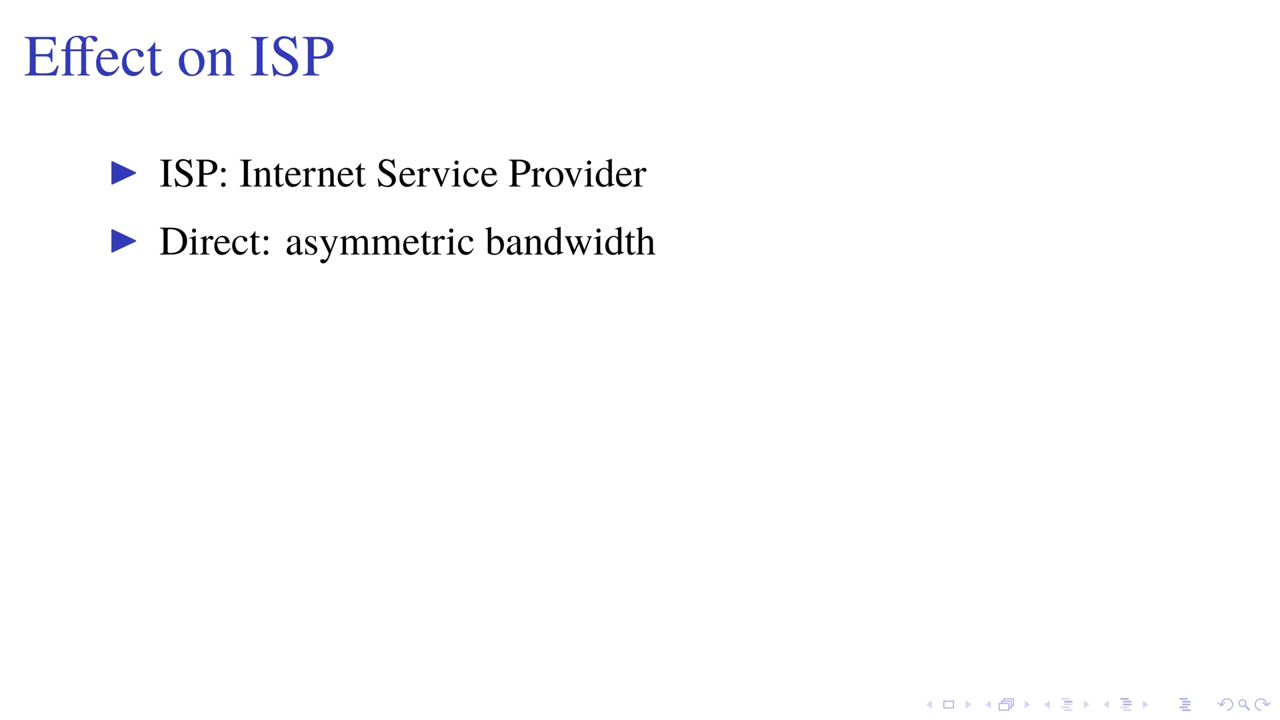 Effect on ISP
ISP: Internet Service Provider
Direct: asymmetric bandwidth